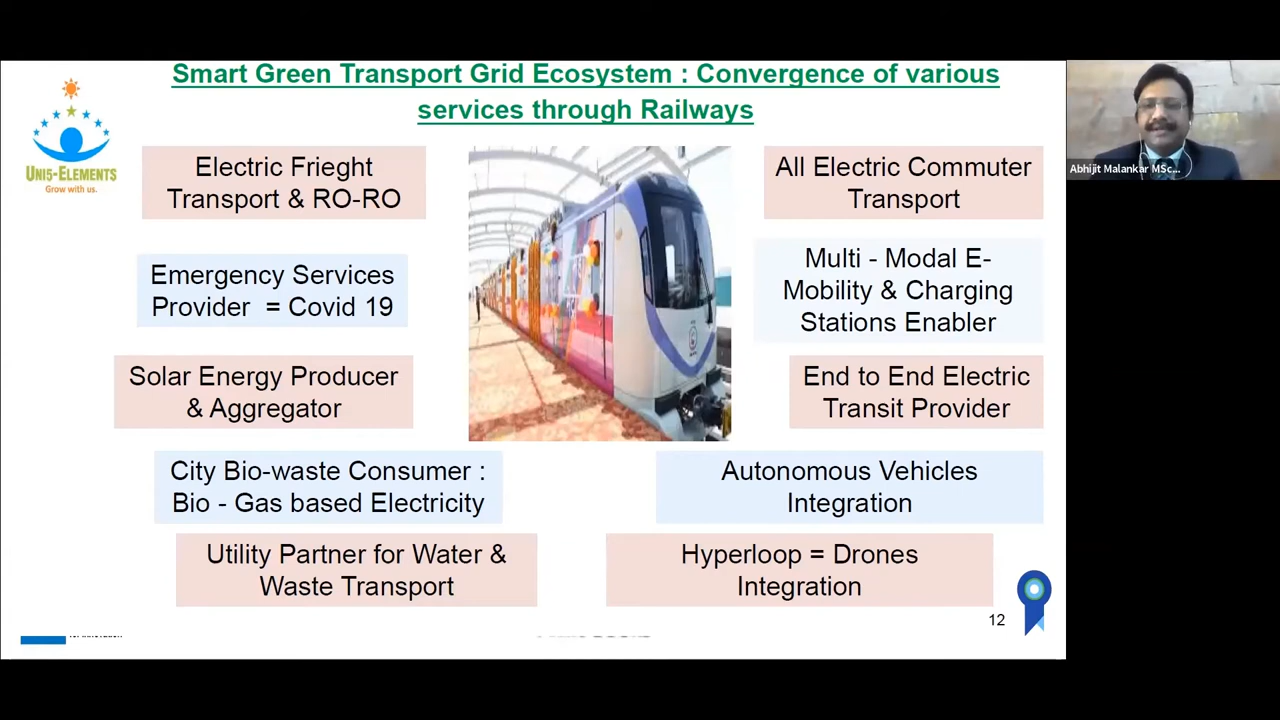 Smart Green Transport Grid Ecosystem : Convergence of various
services through Railways
UNI5-ELEMENTS
Grow with us.
Electric Frieght
Transport & RO-RO
Emergency Services
Provider = Covid 19
Solar Energy Producer
& Aggregator
City Bio-waste Consumer :
Bio - Gas based Electricity
Utility Partner for Water &
Waste Transport
All Electric Commuter
Transport
Multi - Modal E-
Mobility & Charging
Stations Enabler
End to End Electric
Transit Provider
Autonomous Vehicles
Integration
Hyperloop = Drones
Integration
12
Abhijit Malankar MSc...